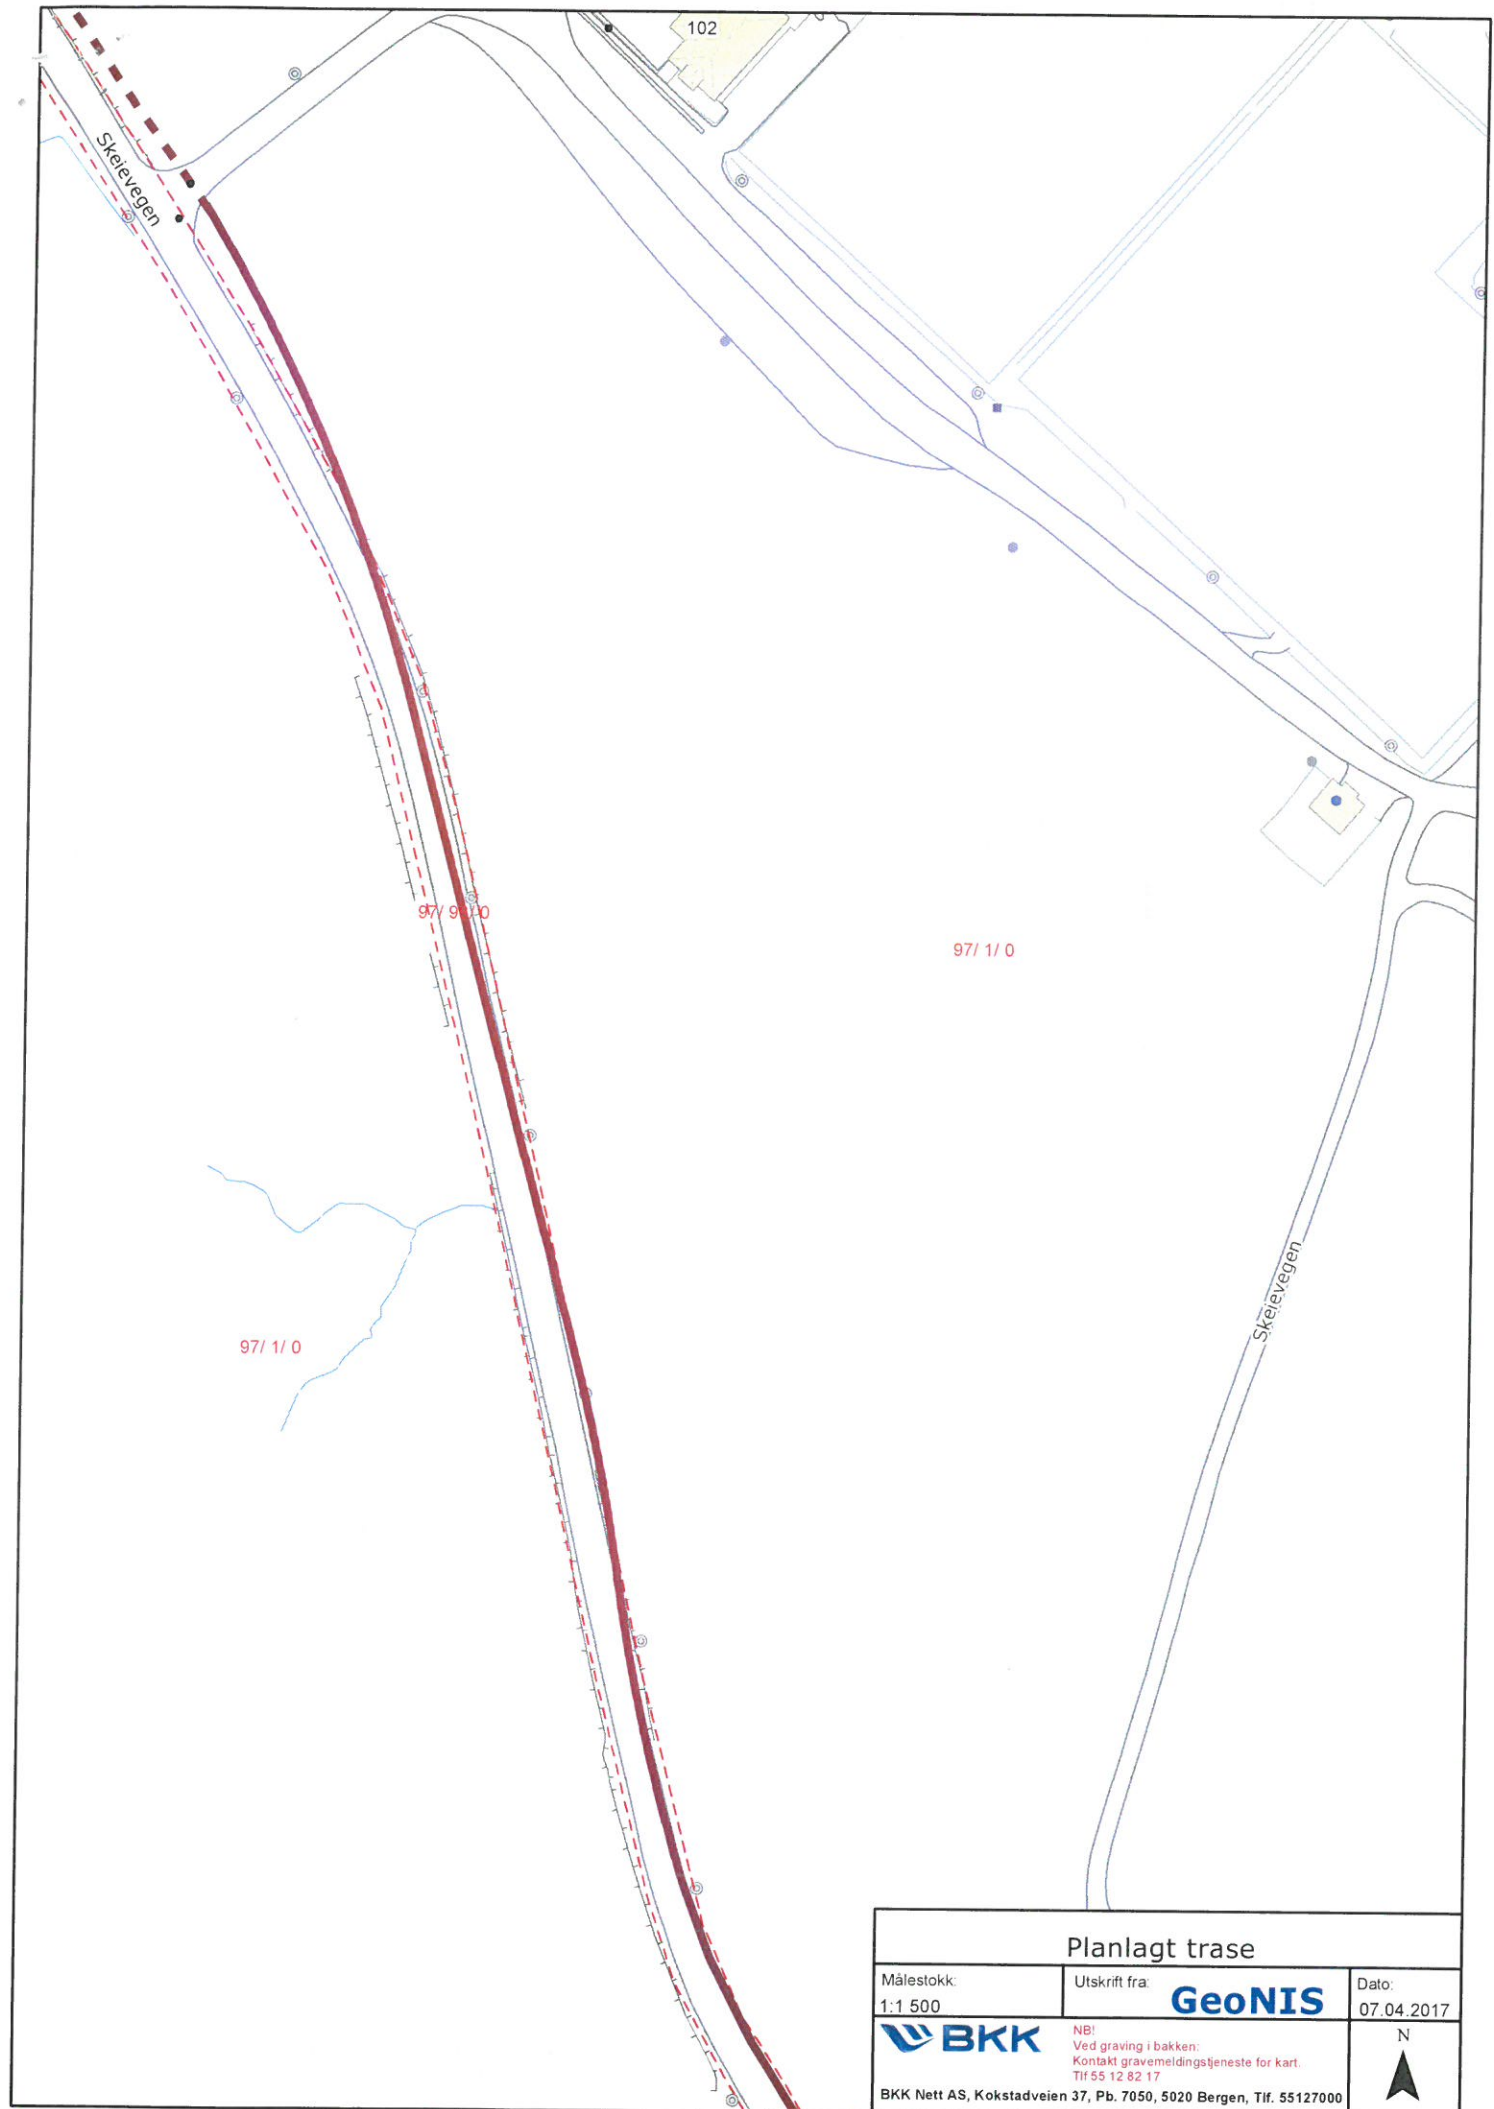 102
Skeievegen
97/ 1/ 0
97/ 1/ 0
Skeievegen
Planlagt trase
Målestokk:
1:1 500
Utskrift fra:
GeoNIS
Dato:
07.04.2017
BKK
NB!
Ved graving i bakken:
Kontakt gravemeldingstjeneste for kart.
Tlf 55 12 82 17
N
BKK Nett AS, Kokstadveien 37, Pb. 7050, 5020 Bergen, Tlf. 55127000